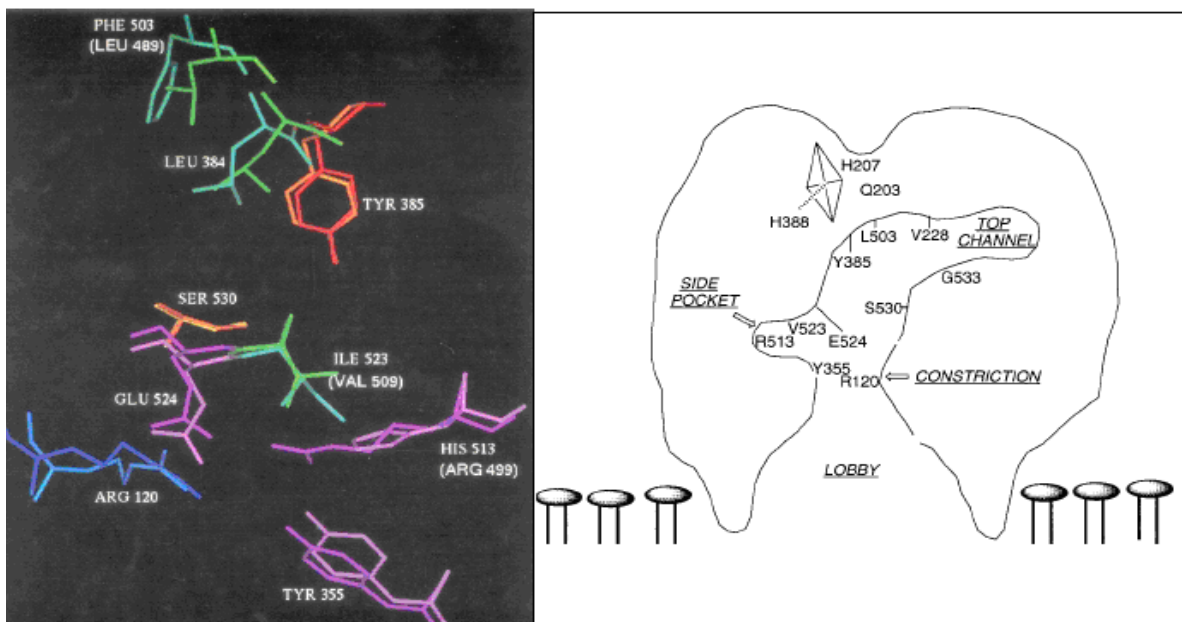 PHE 503
(LEU 489)
LEU 384
TYR 385
SER 530
ILE 523
(VAL 509)
GLU 524
HIS 513
(ARG 499)
ARG 120
TYR 355
H207
Q203
H388
L503
V228
TOP
CHANNEL
Y385
G533
SIDE
POCKET
S530
V523
R513
E524
Y355
R120
CONSTRICTION
LOBBY